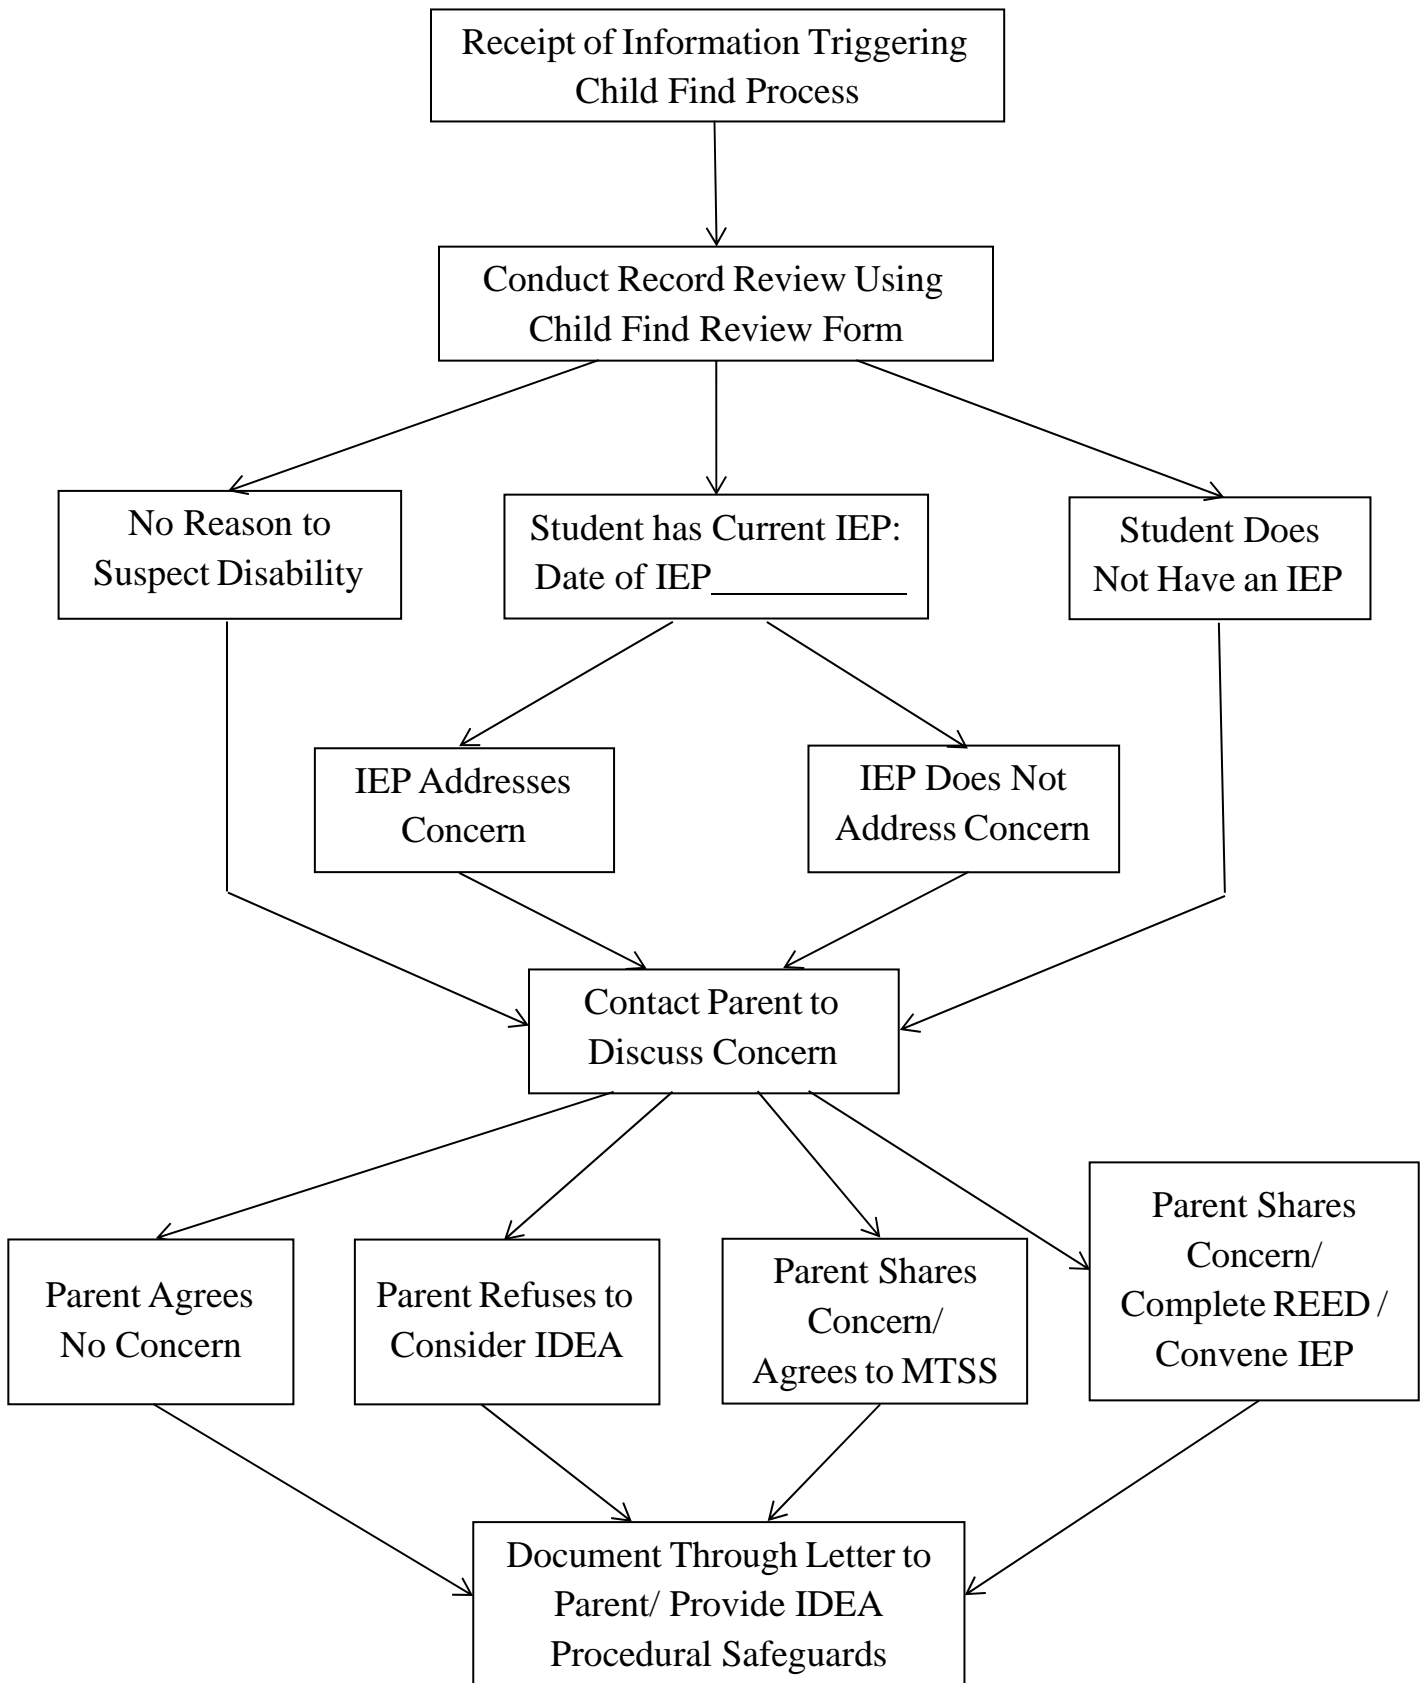 Receipt of Information Triggering
Child Find Process
Conduct Record Review Using
Child Find Review Form
No Reason to
Suspect Disability
Student has Current IEP:
Date of IEP__________
Student Does
Not Have an IEP
IEP Addresses
Concern
IEP Does Not
Address Concern
Contact Parent to
Discuss Concern
Parent Agrees
No Concern
Parent Refuses to
Consider IDEA
Parent Shares
Concern/
Agrees to MTSS
Parent Shares
Concern/
Complete REED /
Convene IEP
Document Through Letter to
Parent/ Provide IDEA
Procedural Safeguards